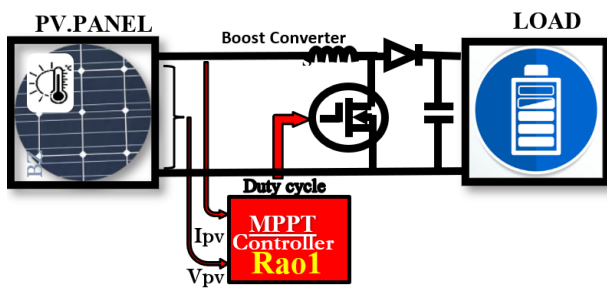 PV.PANEL
LOAD
Boost Converter
Duty cycle
MPPT
Controller
Rao1
Ipv
Vpv